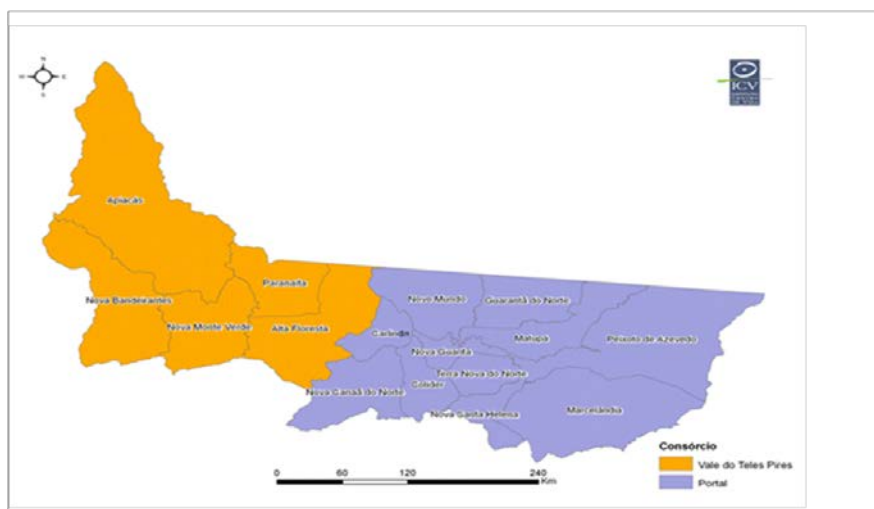 N
W E
S
ICV
Apiacás
Paranaíta
Nova Bandeirantes
Nova Monte Verde
Alta Floresta
Novo Mundo
Guarantã do Norte
Carlinda
Matupá
Peixoto de Azevedo
Nova Guarita
Terra Nova do Norte
Nova Canaã do Norte
Colíder
Nova Santa Helena
Marcelândia
Consórcio
Vale do Teles Pires
Portal
0 60 120 240
Km